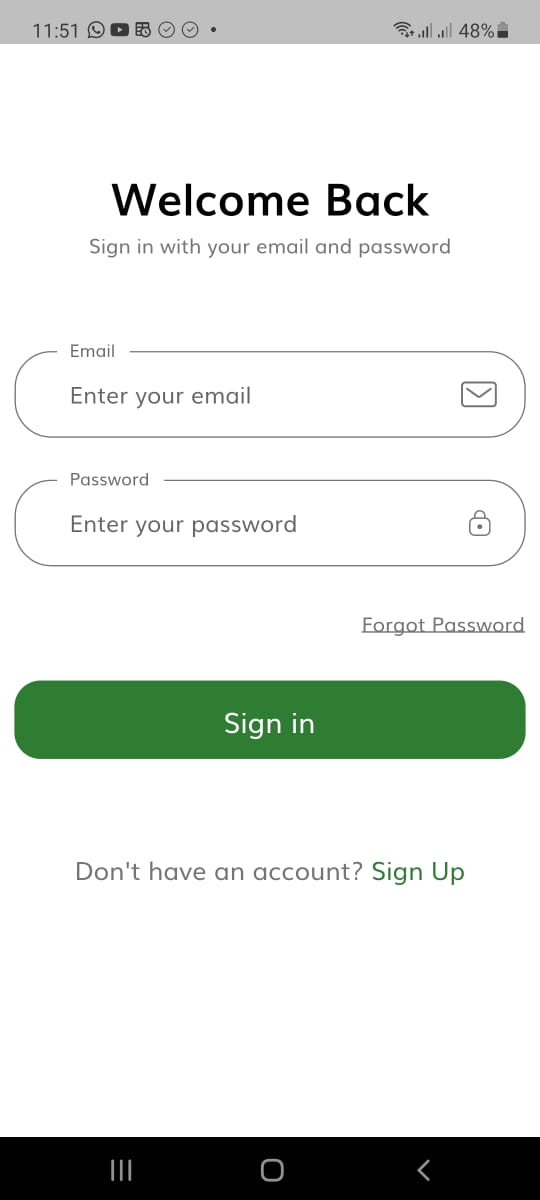 11:51 48%
Welcome Back
Sign in with your email and password
Email
Enter your email
Password
Enter your password
Forgot Password
Sign in
Don't have an account? Sign Up